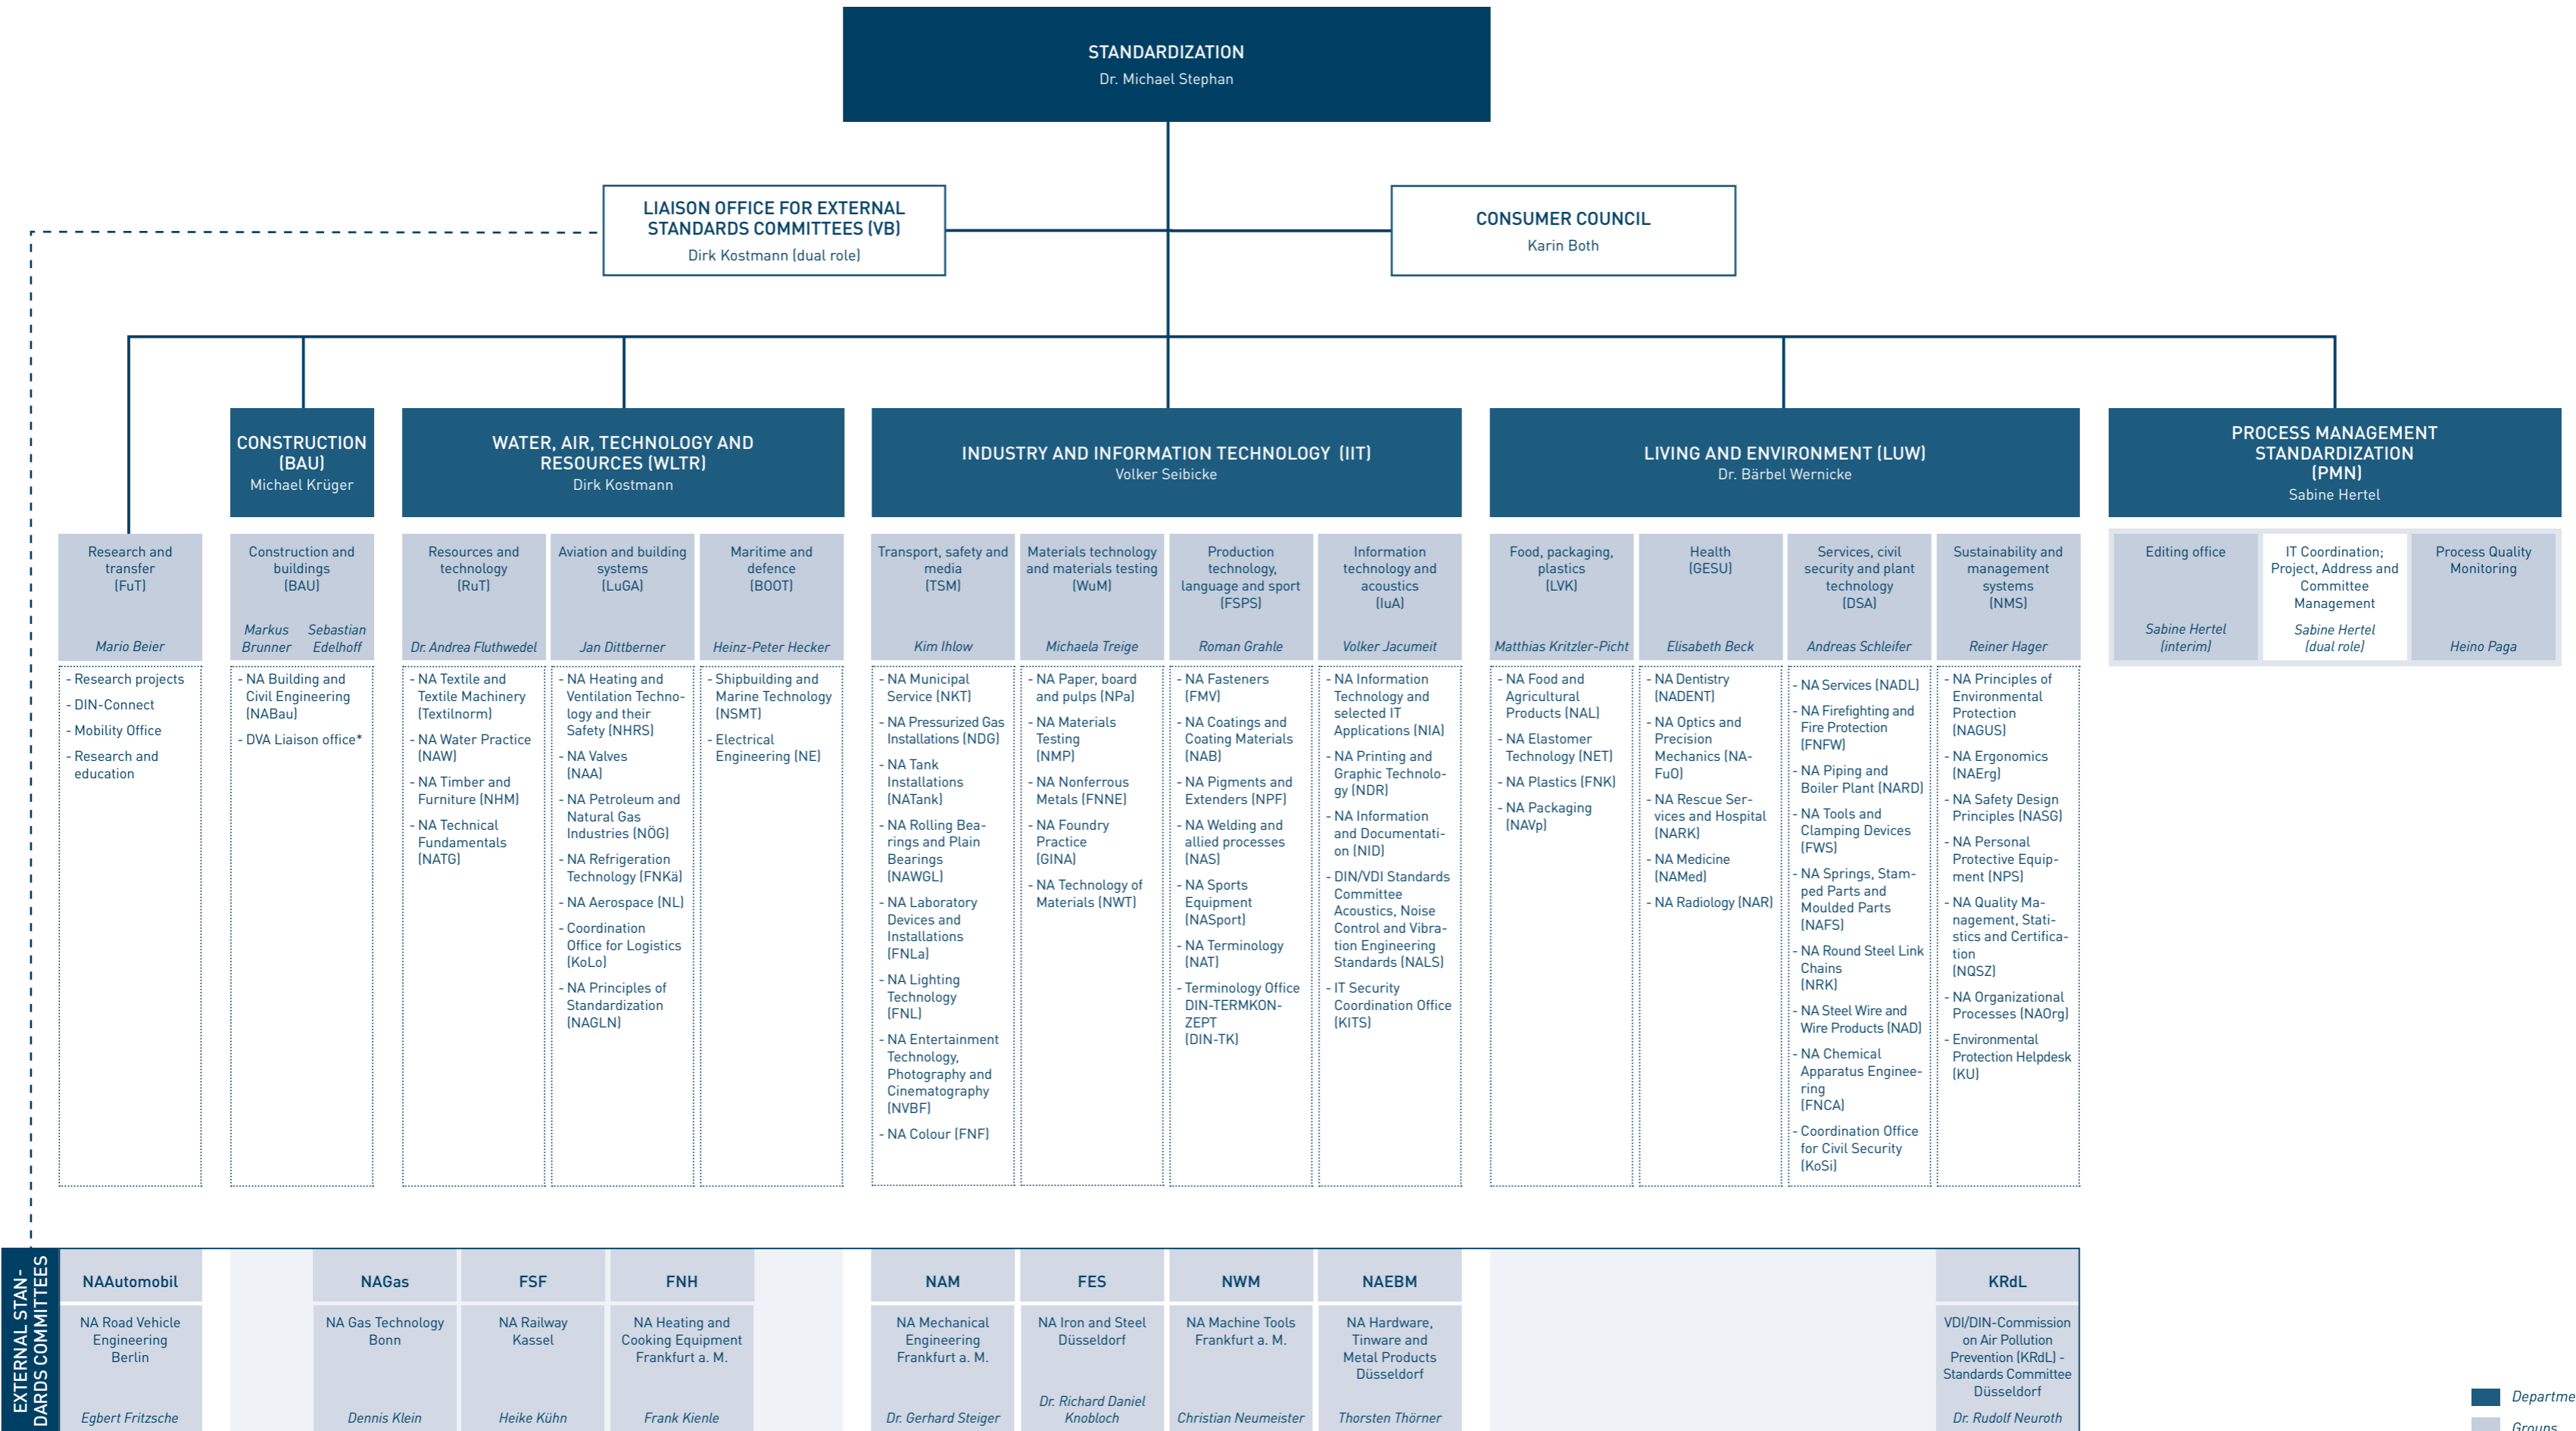 STANDARDIZATION
Dr. Michael Stephan
LIAISON OFFICE FOR EXTERNAL
STANDARDS COMMITTEES (VB)
Dirk Kostmann (dual role)
CONSUMER COUNCIL
Karin Both
CONSTRUCTION
(BAU)
Michael Krüger
WATER, AIR, TECHNOLOGY AND
RESOURCES (WLTR)
Dirk Kostmann
INDUSTRY AND INFORMATION TECHNOLOGY (IIT)
Volker Seibicke
LIVING AND ENVIRONMENT (LUW)
Dr. Bärbel Wernicke
PROCESS MANAGEMENT
STANDARDIZATION
(PMN)
Sabine Hertel
Research and
transfer
(FuT)
Mario Beier
- Research projects
- DIN-Connect
- Mobility Office
- Research and
education
Construction and
buildings
(BAU)
Markus
Brunner
Sebastian
Edelhoff
- NA Building and
Civil Engineering
(NABau)
- DVA Liaison office*
Resources and
technology
(RuT)
Dr. Andrea Fluthwedel
- NA Textile and
Textile Machinery
(Textilnorm)
- NA Water Practice
(NAW)
- NA Timber and
Furniture (NHM)
- NA Technical
Fundamentals
(NATG)
Aviation and building
systems
(LuGA)
Jan Dittberner
- NA Heating and
Ventilation Techno-
logy and their
Safety (NHRS)
- NA Valves
(NAA)
- NA Petroleum and
Natural Gas
Industries (NÖG)
- NA Refrigeration
Technology (FNKä)
- NA Aerospace (NL)
- Coordination
Office for Logistics
(KoLo)
- NA Principles of
Standardization
(NAGLN)
Maritime and
defence
(BOOT)
Heinz-Peter Hecker
- Shipbuilding and
Marine Technology
(NSMT)
- Electrical
Engineering (NE)
Transport, safety and
media
(TSM)
Kim Ihlow
- NA Municipal
Service (NKT)
- NA Pressurized Gas
Installations (NDG)
- NA Tank
Installations
(NATank)
- NA Rolling Bea-
rings and Plain
Bearings
(NAWGL)
- NA Laboratory
Devices and
Installations
(FNLa)
- NA Lighting
Technology
(FNL)
- NA Entertainment
Technology,
Photography and
Cinematography
(NVBF)
- NA Colour (FNF)
Materials technology
and materials testing
(WuM)
Michaela Treige
- NA Paper, board
and pulps (NPa)
- NA Materials
Testing
(NMP)
- NA Nonferrous
Metals (FNNE)
- NA Foundry
Practice
(GINA)
- NA Technology of
Materials (NWT)
Production
technology,
language and sport
(FSPS)
Roman Grahle
- NA Fasteners
(FMV)
- NA Coatings and
Coating Materials
(NAB)
- NA Pigments and
Extenders (NPF)
- NA Welding and
allied processes
(NAS)
- NA Sports
Equipment
(NASport)
- NA Terminology
(NAT)
- Terminology Office
DIN-TERMKON-
ZEPT
(DIN-TK)
Information
technology and
acoustics
(IuA)
Volker Jacumeit
- NA Information
Technology and
selected IT
Applications (NIA)
- NA Printing and
Graphic Technolo-
gy (NDR)
- NA Information
and Documentati-
on (NID)
- DIN/VDI Standards
Committee
Acoustics, Noise
Control and Vibra-
tion Engineering
Standards (NALS)
- IT Security
Coordination Office
(KITS)
Food, packaging,
plastics
(LVK)
Matthias Kritzler-Picht
- NA Food and
Agricultural
Products (NAL)
- NA Elastomer
Technology (NET)
- NA Plastics (FNK)
- NA Packaging
(NAVp)
Health
(GESU)
Elisabeth Beck
- NA Dentistry
(NADENT)
- NA Optics and
Precision
Mechanics (NA-
FuO)
- NA Rescue Ser-
vices and Hospital
(NARK)
- NA Medicine
(NAMed)
- NA Radiology (NAR)
Services, civil
security and plant
technology
(DSA)
Andreas Schleifer
- NA Services (NADL)
- NA Firefighting and
Fire Protection
(FNFW)
- NA Piping and
Boiler Plant (NARD)
- NA Tools and
Clamping Devices
(FWS)
- NA Springs, Stam-
ped Parts and
Moulded Parts
(NAFS)
- NA Round Steel Link
Chains
(NRK)
- NA Steel Wire and
Wire Products (NAD)
- NA Chemical
Apparatus Enginee-
ring
(FNCA)
- Coordination Office
for Civil Security
(KoSi)
Sustainability and
management
systems
(NMS)
Reiner Hager
- NA Principles of
Environmental
Protection
(NAGUS)
- NA Ergonomics
(NAErg)
- NA Safety Design
Principles (NASG)
- NA Personal
Protective Equip-
ment (NPS)
- NA Quality Ma-
nagement, Stati-
stics and Certifica-
tion
(NQSZ)
- NA Organizational
Processes (NAOrg)
- Environmental
Protection Helpdesk
(KU)
Editing office
Sabine Hertel
(interim)
IT Coordination;
Project, Address and
Committee
Management
Sabine Hertel
(dual role)
Process Quality
Monitoring
Heino Paga
EXTERNAL STAN-
DARDS COMMITTEES
NAAutomobil
NA Road Vehicle
Engineering
Berlin
Egbert Fritzsche
NAGas
NA Gas Technology
Bonn
Dennis Klein
FSF
NA Railway
Kassel
Heike Kühn
FNH
NA Heating and
Cooking Equipment
Frankfurt a. M.
Frank Kienle
NAM
NA Mechanical
Engineering
Frankfurt a. M.
Dr. Gerhard Steiger
FES
NA Iron and Steel
Düsseldorf
Dr. Richard Daniel
Knobloch
NWM
NA Machine Tools
Frankfurt a. M.
Christian Neumeister
NAEBM
NA Hardware,
Tinware and
Metal Products
Düsseldorf
Thorsten Thörner
KRdL
VDI/DIN-Commission
on Air Pollution
Prevention (KRdL) -
Standards Committee
Düsseldorf
Dr. Rudolf Neuroth
Departme
Groups